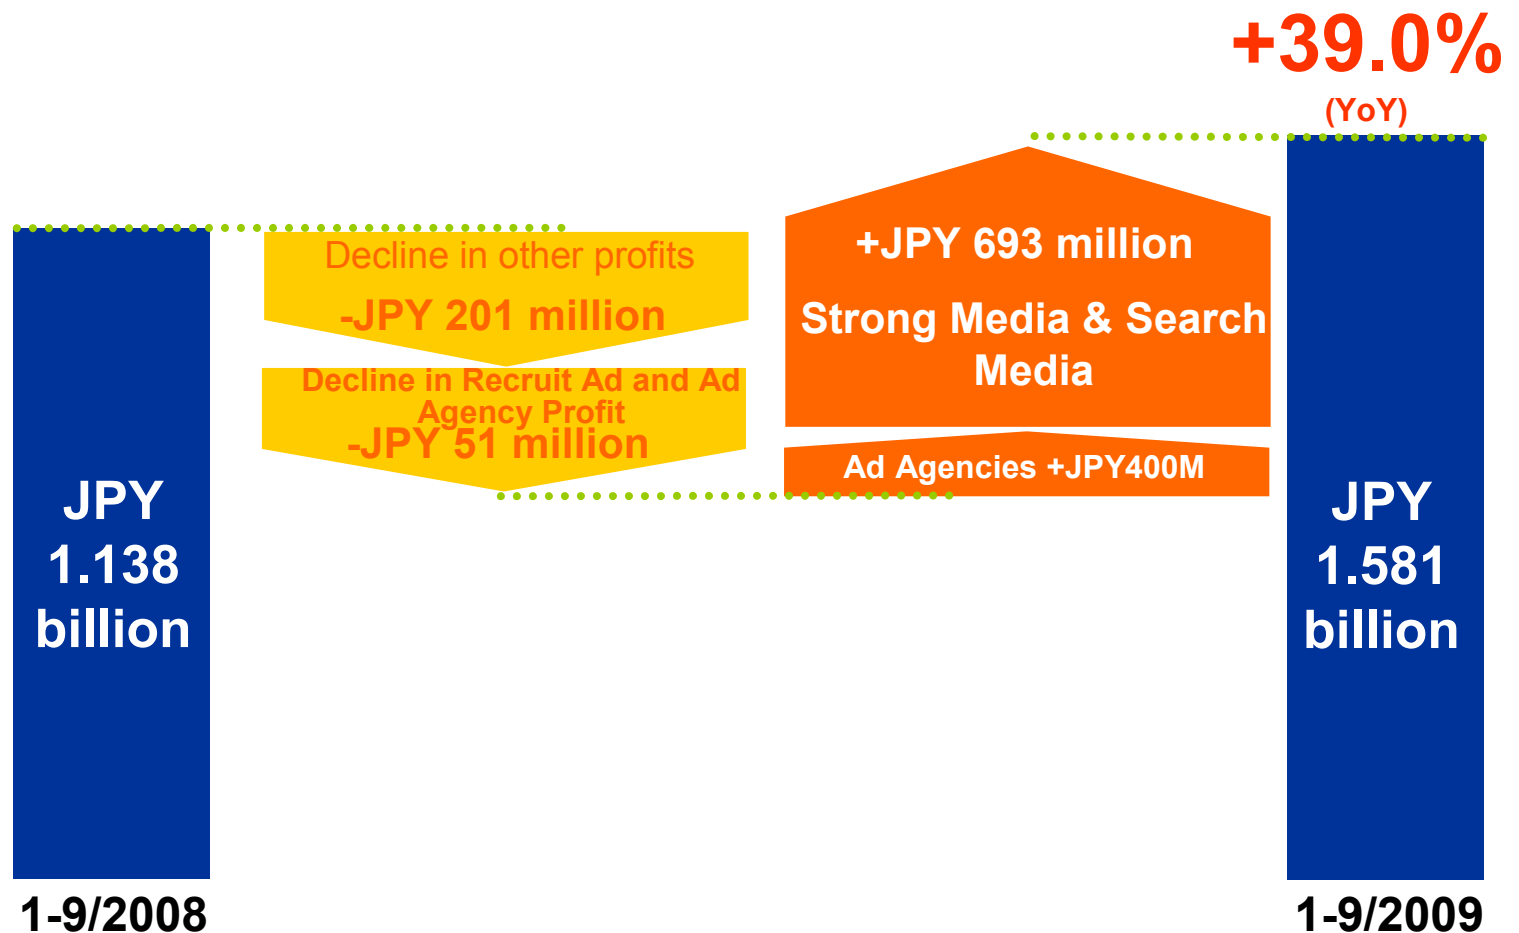 +39.0%
(YoY)
Decline in other profits
-JPY 201 million
Decline in Recruit Ad and Ad
Agency Profit
-JPY 51 million
+JPY 693 million
Strong Media & Search
Media
Ad Agencies +JPY400M
JPY
1.138
billion
JPY
1.581
billion
1-9/2008
1-9/2009